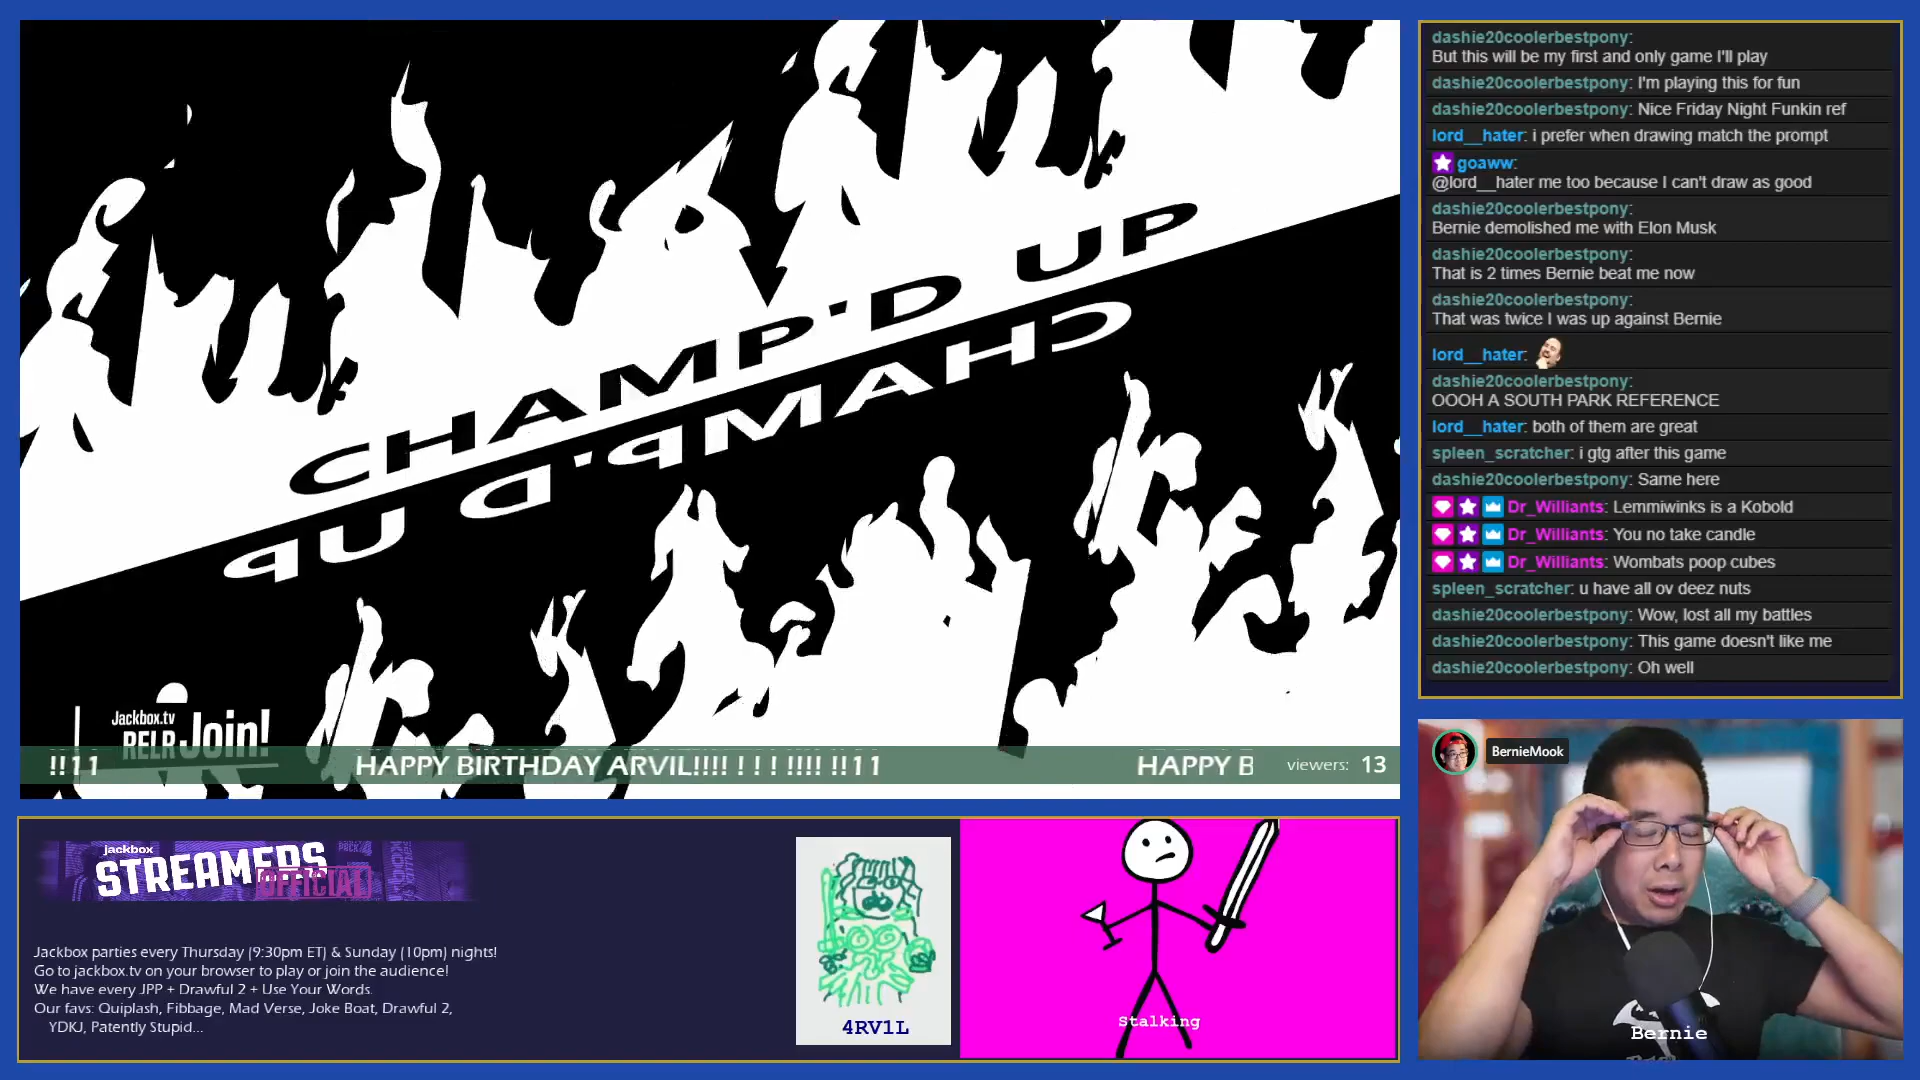 CHAMP'D UP
CHAMP'D UP
Jackbox.tv
RELR Join!
!!11 HAPPY BIRTHDAY ARVIL!!!! ! ! ! !!!! !!11 HAPPY B
viewers: 13
jackbox
STREAMERS
OFFICIAL
Jackbox parties every Thursday (9:30pm ET) & Sunday (10pm) nights!
Go to jackbox.tv on your browser to play or join the audience!
We have every JPP + Drawful 2 + Use Your Words.
Our favs: Quiplash, Fibbage, Mad Verse, Joke Boat, Drawful 2,
YDKJ, Patently Stupid...
4RV1L
Stalking
dashie20coolerbestpony:
But this will be my first and only game I'll play
dashie20coolerbestpony: I'm playing this for fun
dashie20coolerbestpony: Nice Friday Night Funkin ref
lord__hater: i prefer when drawing match the prompt
goaww:
@lord__hater me too because I can't draw as good
dashie20coolerbestpony:
Bernie demolished me with Elon Musk
dashie20coolerbestpony:
That is 2 times Bernie beat me now
dashie20coolerbestpony:
That was twice I was up against Bernie
lord__hater:
dashie20coolerbestpony:
OOOH A SOUTH PARK REFERENCE
lord__hater: both of them are great
spleen_scratcher: i gtg after this game
dashie20coolerbestpony: Same here
Dr_Williants: Lemmiwinks is a Kobold
Dr_Williants: You no take candle
Dr_Williants: Wombats poop cubes
spleen_scratcher: u have all ov deez nuts
dashie20coolerbestpony: Wow, lost all my battles
dashie20coolerbestpony: This game doesn't like me
dashie20coolerbestpony: Oh well
BernieMook
Bernie